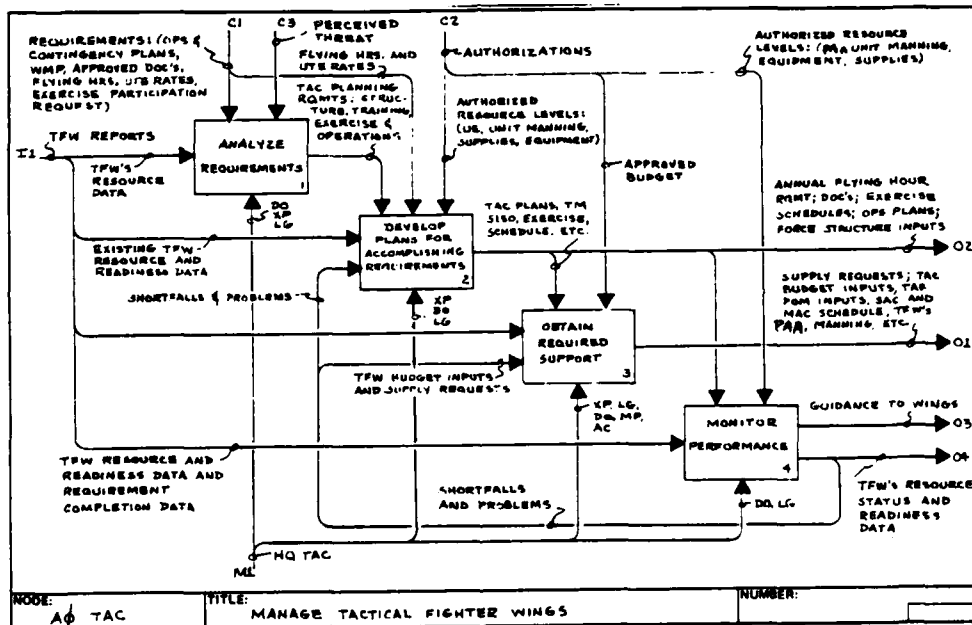 C1
C3
PERCEIVED
THREAT
C2
REQUIREMENTS: (OPS &
CONTINGENCY PLANS,
WMP, APPROVED DOC'S,
FLYING HRS, UTE RATES,
EXERCISE PARTICIPATION
REQUEST)
FLYING HRS. AND
UTE RATES
TAC PLANNING
RQMTS: STRUC-
TURE, TRAINING,
EXERCISE &
OPERATIONS
AUTHORIZATIONS
AUTHORIZED
RESOURCE LEVELS:
(UE, UNIT MANNING,
SUPPLIES, EQUIPMENT)
AUTHORIZED RESOURCE
LEVELS: (PAA UNIT MANNING,
EQUIPMENT, SUPPLIES)
APPROVED
BUDGET
I1
TFW REPORTS
TFW'S
RESOURCE
DATA
ANALYZE
REQUIREMENTS
1
DO
XP
LG
EXISTING TFW
RESOURCE AND
READINESS DATA
DEVELOP
PLANS FOR
ACCOMPLISHING
REQUIREMENTS
2
TAC PLANS, TM
SISO, EXERCISE,
SCHEDULE, ETC.
ANNUAL FLYING HOUR
RQMT; DOC'S; EXERCISE
SCHEDULES; OPS PLANS;
FORCE STRUCTURE INPUTS
O2
SHORTFALLS & PROBLEMS
XP
DO
LG
OBTAIN
REQUIRED
SUPPORT
3
SUPPLY REQUESTS; TAC
BUDGET INPUTS, TAF
POM INPUTS, SAC AND
MAC SCHEDULE, TFW'S
PAA, MANNING, ETC
O1
TFW BUDGET INPUTS
AND SUPPLY REQUESTS
XP, LG,
DO, MP,
AC
MONITOR
PERFORMANCE
4
GUIDANCE TO WINGS
O3
O4
TFW RESOURCE AND
READINESS DATA AND
REQUIREMENT
COMPLETION DATA
SHORTFALLS
AND PROBLEMS
DO, LG
TFW'S RESOURCE
STATUS AND
READINESS
DATA
HQ TAC
M1
NODE:
AØ TAC
TITLE:
MANAGE TACTICAL FIGHTER WINGS
NUMBER: